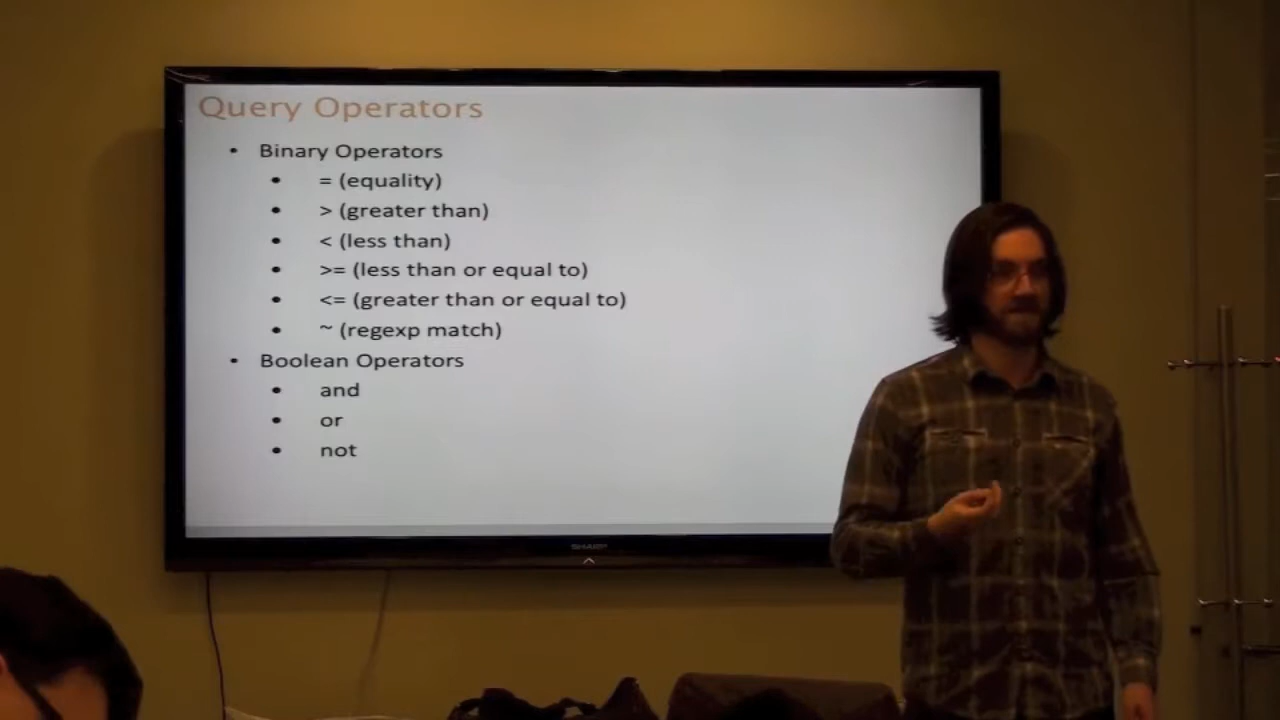 Query Operators
• Binary Operators
• = (equality)
• > (greater than)
• < (less than)
• >= (less than or equal to)
• <= (greater than or equal to)
• ~ (regexp match)
• Boolean Operators
• and
• or
• not
SHARP